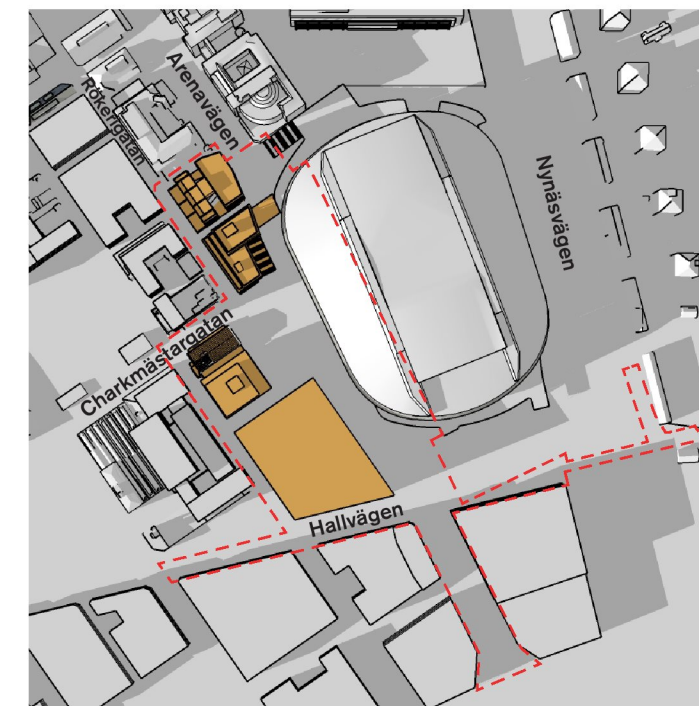 Arenavägen
Rökerigatan
Nynäsvägen
Charkmästargatan
Hallvägen